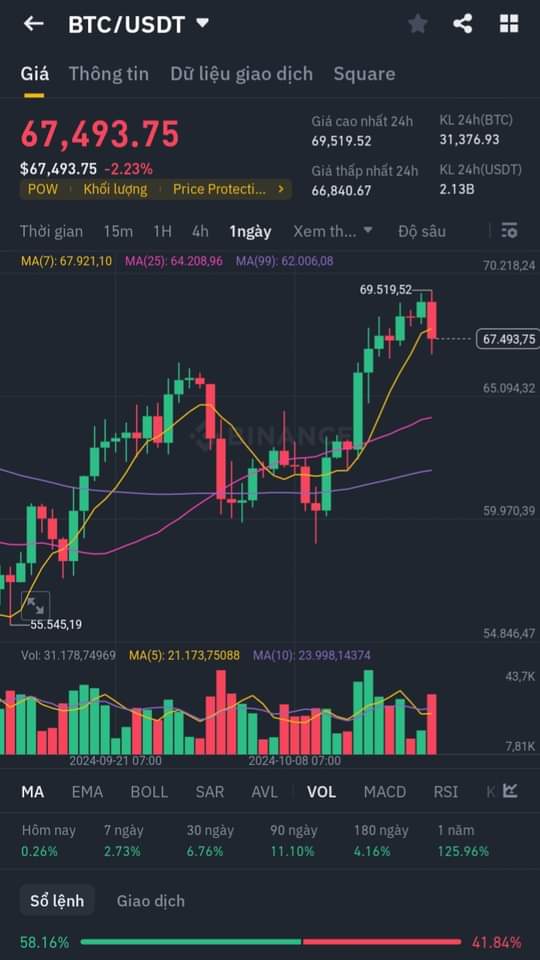 BTC/USDT
Giá Thông tin Dữ liệu giao dịch Square
67,493.75
$67,493.75 -2.23%
POW Khối lượng Price Protecti...
Giá cao nhất 24h KL 24h(BTC)
69,519.52 31,376.93
Giá thấp nhất 24h KL 24h(USDT)
66,840.67 2.13B
Thời gian 15m 1H 4h 1ngày Xem th... Độ sâu
MA(7): 67.921,10 MA(25): 64.208,96 MA(99): 62.006,08
70.218,24
69.519,52
67.493,75
65.094,32
BINANCE
59.970,39
55.545,19
54.846,47
Vol: 31.178,74969 MA(5): 21.173,75088 MA(10): 23.998,14374
43,7K
7,81K
2024-09-21 07:00 2024-10-08 07:00
MA EMA BOLL SAR AVL VOL MACD RSI K
Hôm nay 7 ngày 30 ngày 90 ngày 180 ngày 1 năm
0.26% 2.73% 6.76% 11.10% 4.16% 125.96%
Sổ lệnh Giao dịch
58.16% 41.84%